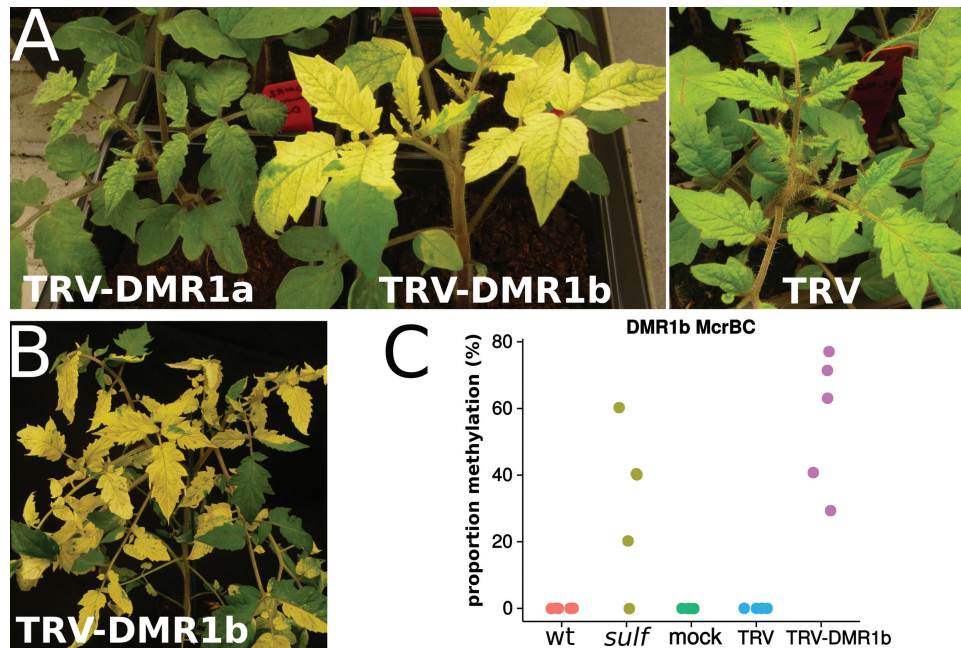 A
TRV-DMR1a
TRV-DMR1b
TRV
B
TRV-DMR1b
C
DMR1b McrBC
proportion methylation (%)
80
60
40
20
0
wt
sulf
mock
TRV
TRV-DMR1b